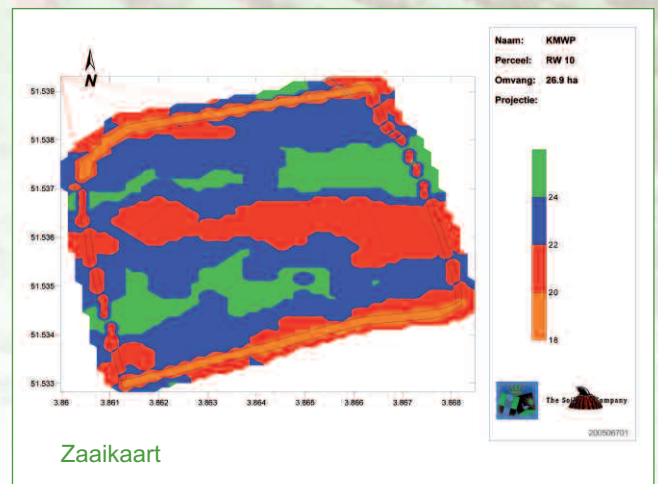 N
51.539
51.538
51.537
51.536
51.535
51.534
51.533
3.86 3.861 3.862 3.863 3.864 3.865 3.866 3.867 3.868
Naam: KMWP
Perceel: RW 10
Omvang: 26.9 ha
Projectie:
24
22
20
18
The Soil Company
200506701
Zaaikaart